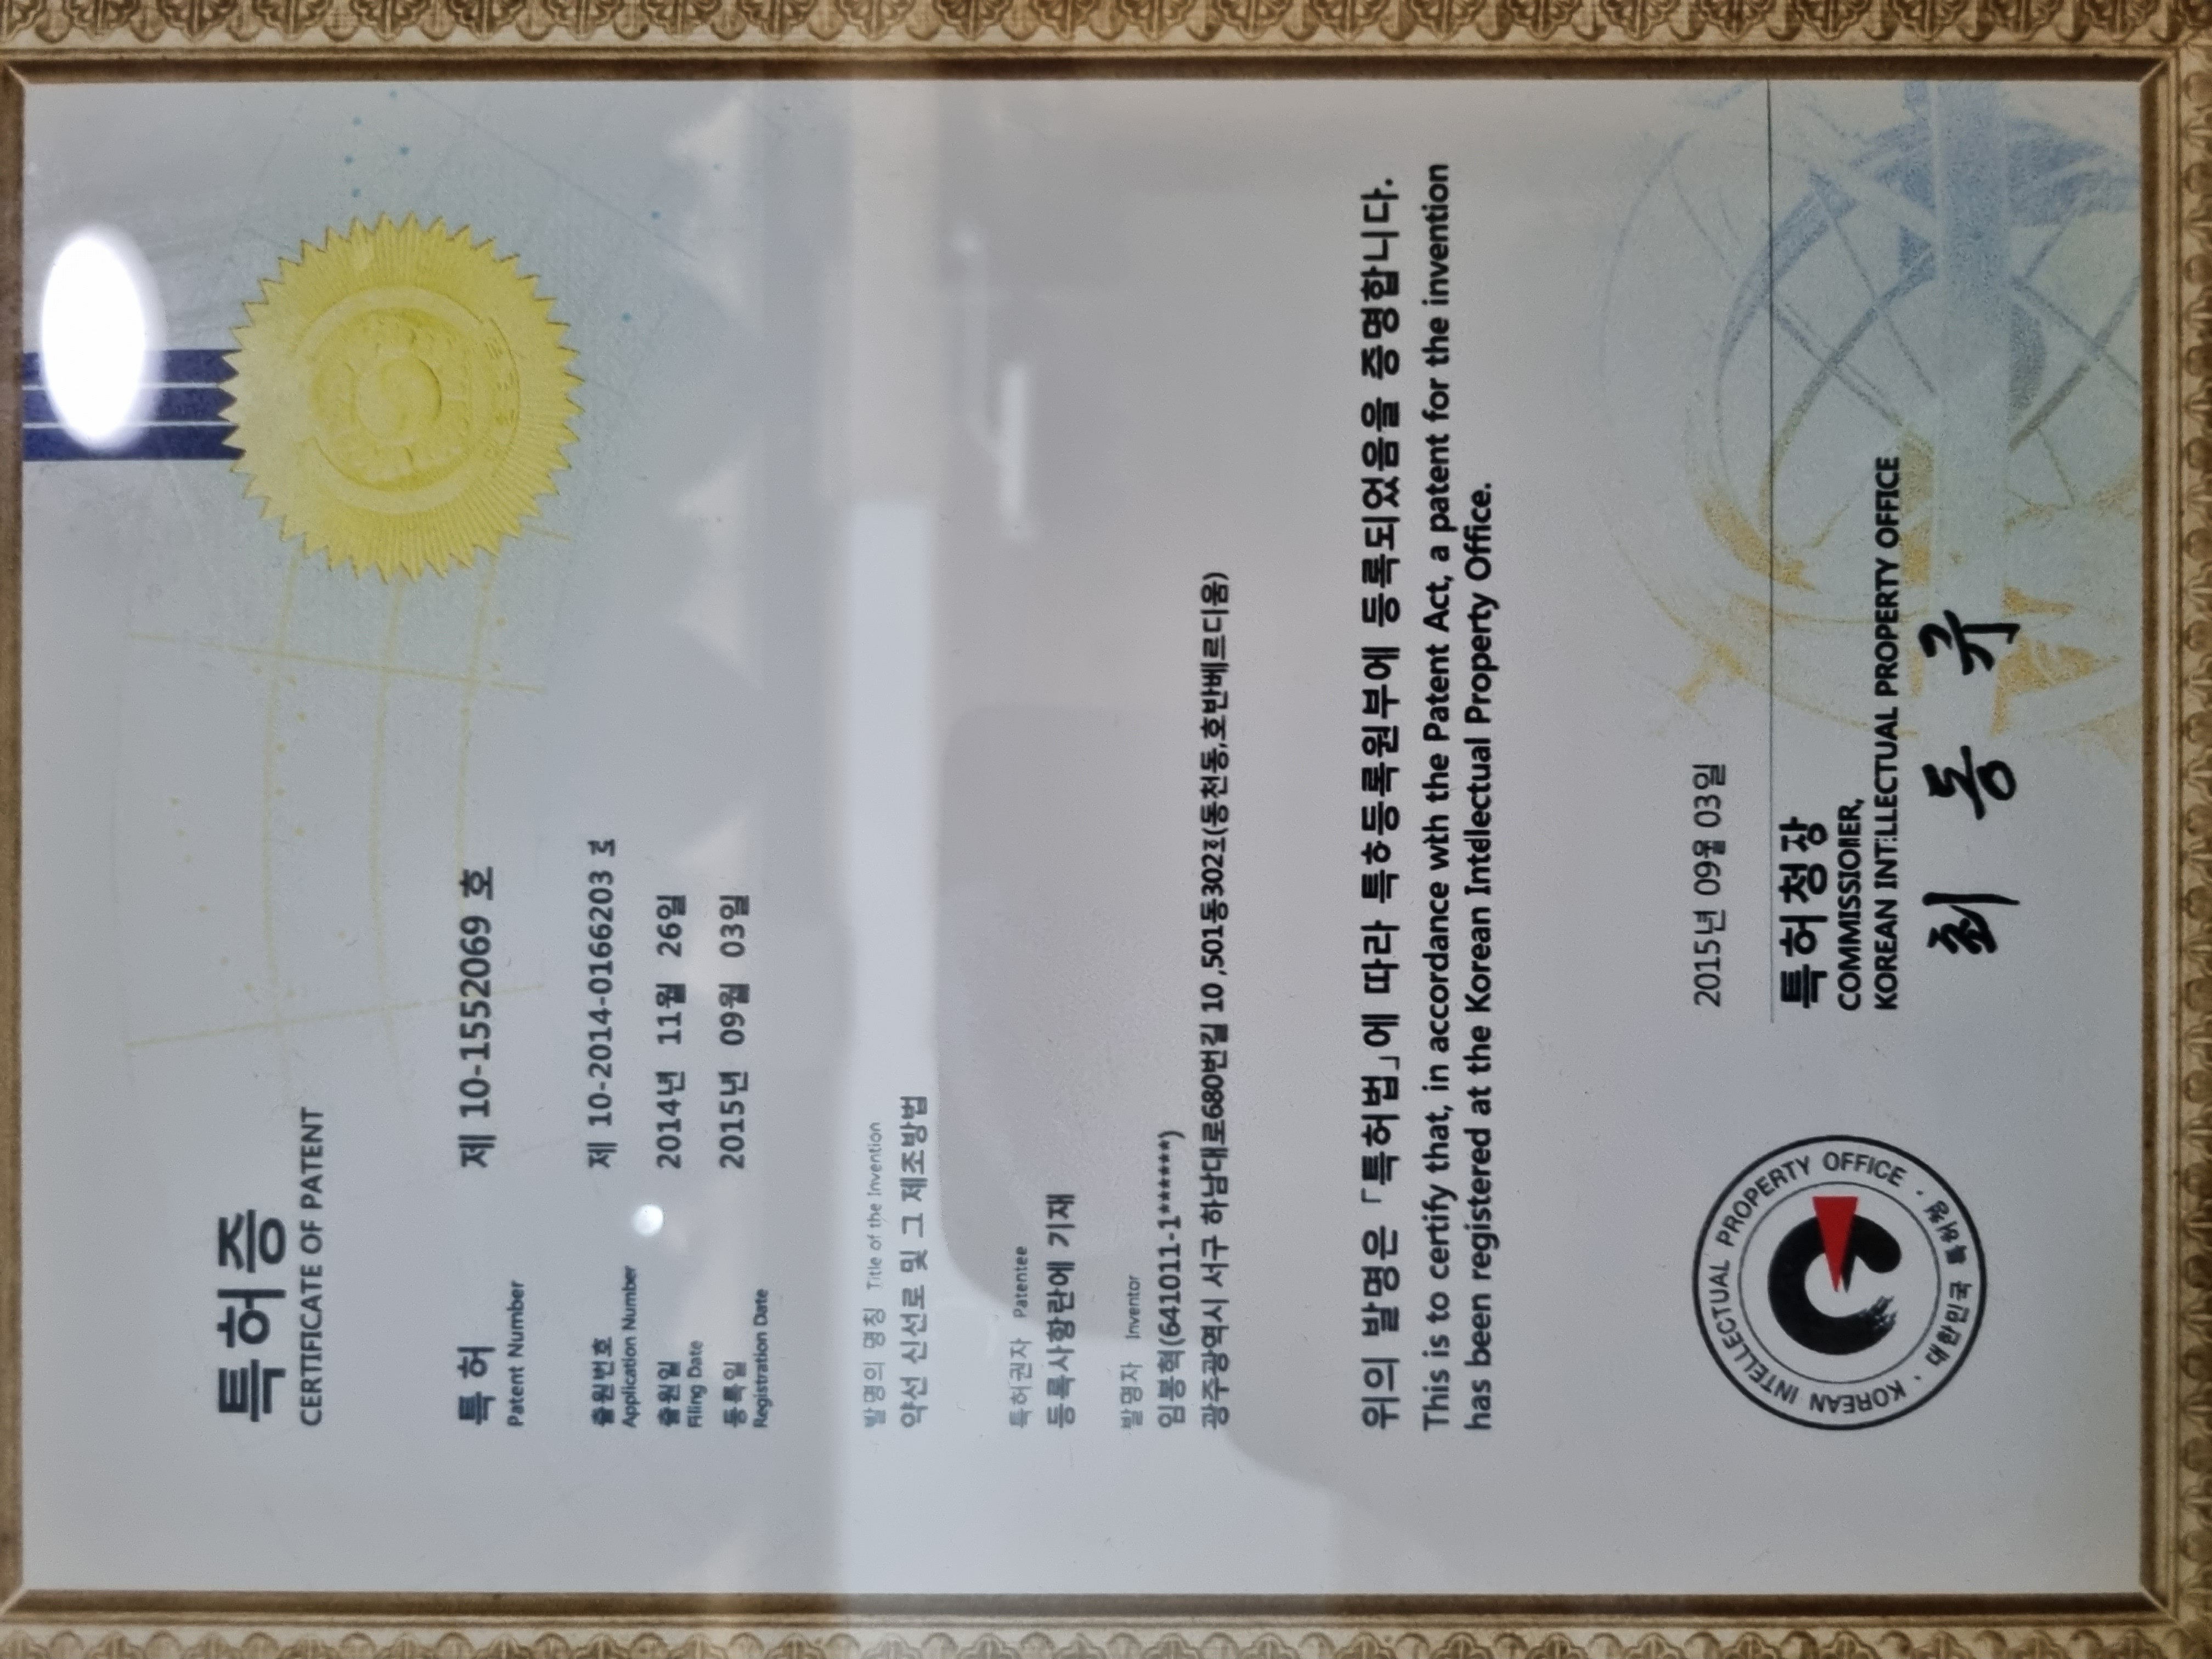 특허증
CERTIFICATE OF PATENT
특 허 제 10-1552069 호
Patent Number
출원번호 제 10-2014-0166203 호
Application Number
출원일 2014년 11월 26일
Filing Date
등록일 2015년 09월 03일
Registration Date
발명의 명칭 Title of the Invention
약선 신선로 및 그 제조방법
특허권자 Patentee
등록사항란에 기재
발명자 Inventor
임봉혁(641011-1******)
광주광역시 서구 하남대로680번길 10 ,501동302호(동천동,호반베르디움)
위의 발명은 「특허법」에 따라 특허등록원부에 등록되었음을 증명합니다.
This is to certify that, in accordance with the Patent Act, a patent for the invention
has been registered at the Korean Intellectual Property Office.
2015년 09월 03일
특허청장
COMMISSIONER,
KOREAN INTELLECTUAL PROPERTY OFFICE
최 동 규
KOREAN INTELLECTUAL PROPERTY OFFICE
대한민국 특허청